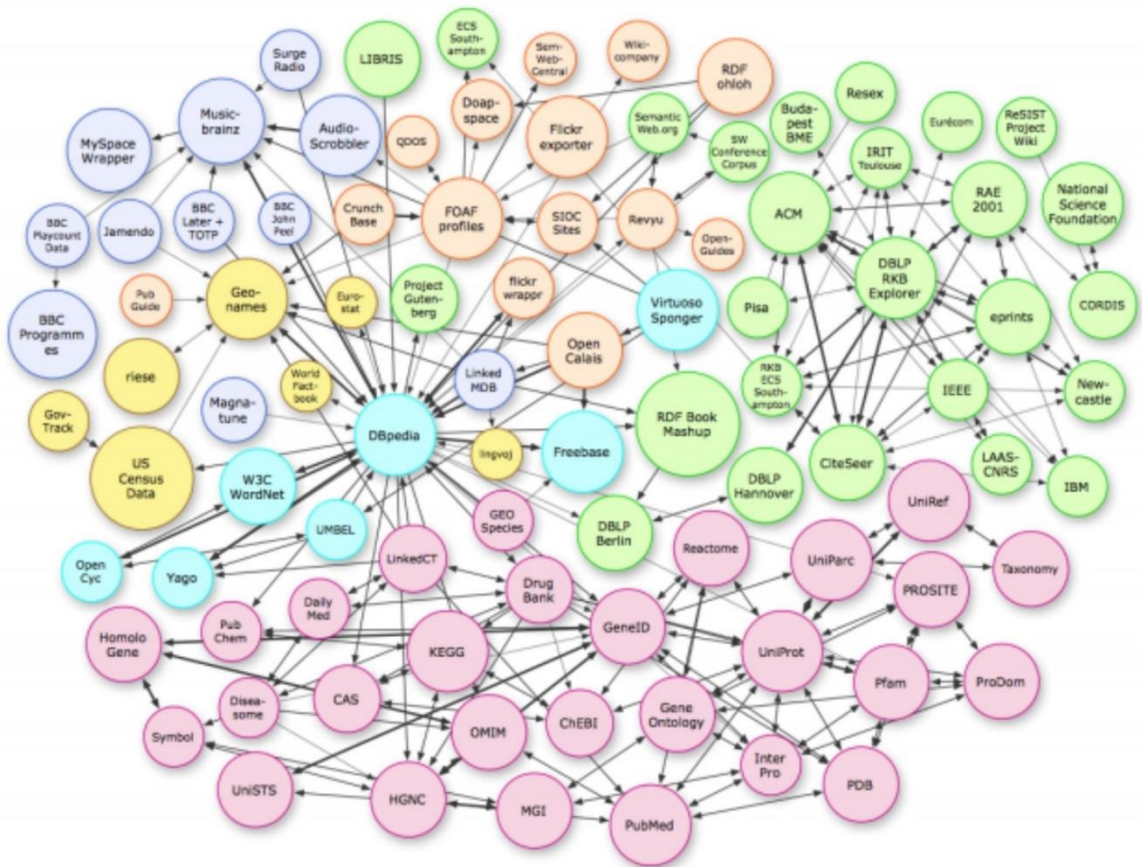 ECS
South-
ampton
Surge
Radio
LIBRIS
Sem-
Web-
Central
Wiki-
company
RDF
ohloh
Music-
brainz
Audio-
Scrobbler
Doap-
space
Flickr
exporter
Semantic
Web.org
Buda-
pest
BME
Resex
Eurécom
ReSIST
Project
Wiki
MySpace
Wrapper
QDOS
SW
Conference
Corpus
IRIT
Toulouse
RAE
2001
National
Science
Foundation
BBC
Playcount
Data
Jamendo
BBC
Later +
TOTP
BBC
John
Peel
Crunch
Base
FOAF
profiles
SIOC
Sites
Revyu
Open-
Guides
ACM
DBLP
RKB
Explorer
Pub
Guide
Geo-
names
Euro-
stat
Project
Guten-
berg
flickr
wrappr
Virtuoso
Sponger
Pisa
eprints
CORDIS
BBC
Programm
es
riese
World
Fact-
book
Linked
MDB
Open
Calais
RKB
ECS
South-
ampton
IEEE
New-
castle
Gov-
Track
Magna-
tune
DBpedia
RDF Book
Mashup
US
Census
Data
W3C
WordNet
lingvoj
Freebase
DBLP
Hannover
CiteSeer
LAAS-
CNRS
IBM
UMBEL
GEO
Species
DBLP
Berlin
Reactome
UniParc
UniRef
Open
Cyc
Yago
LinkedCT
Drug
Bank
Taxonomy
PROSITE
Homolo
Gene
Pub
Chem
Daily
Med
KEGG
GeneID
UniProt
Pfam
ProDom
Disea-
some
CAS
Symbol
OMIM
ChEBI
Gene
Ontology
Inter
Pro
UniSTS
HGNC
MGI
PubMed
PDB